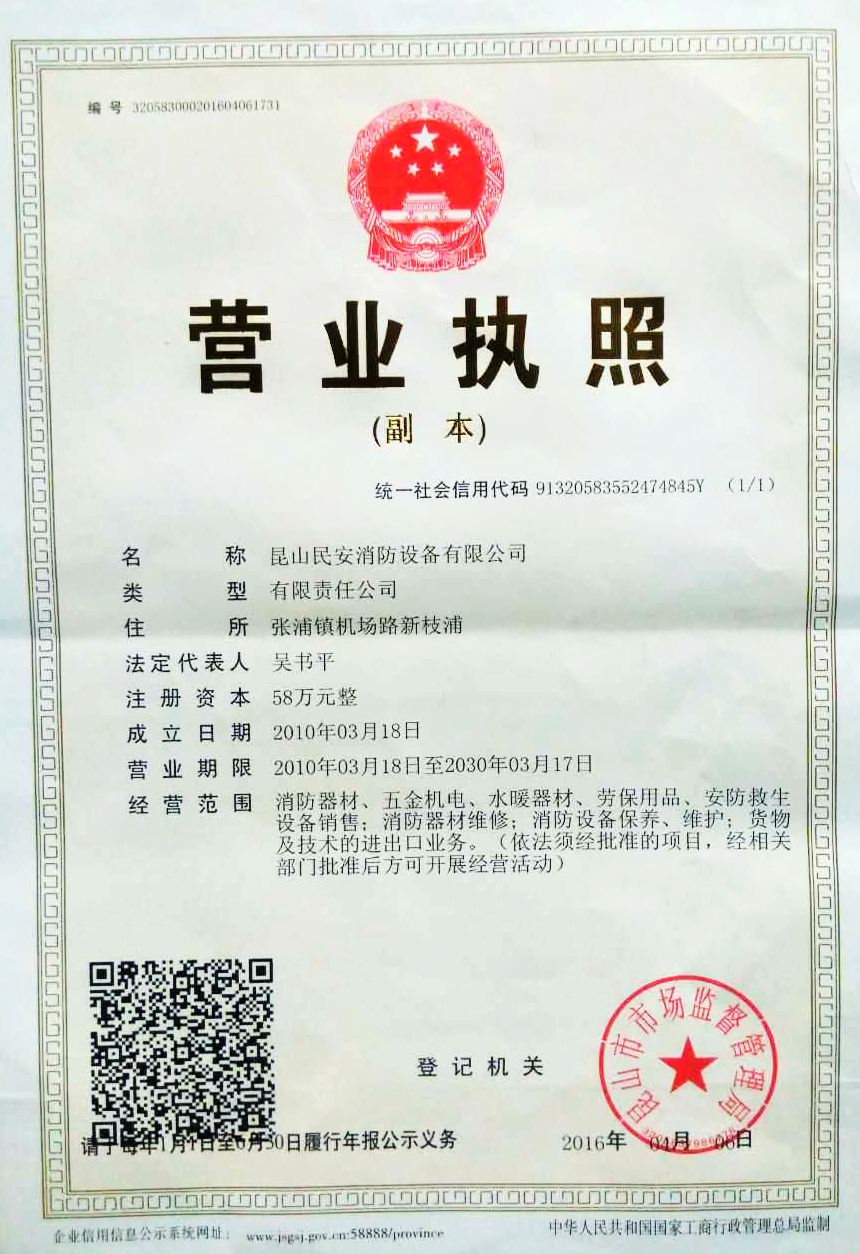 编号 320583000201604061731
营业执照
(副 本)
统一社会信用代码 91320583552474845Y (1/1)
名称 昆山民安消防设备有限公司
类型 有限责任公司
住所 张浦镇机场路新枝浦
法定代表人 吴书平
注册资本 58万元整
成立日期 2010年03月18日
营业期限 2010年03月18日至2030年03月17日
经营范围 消防器材、五金机电、水暖器材、劳保用品、安防救生
设备销售；消防器材维修；消防设备保养、维护；货物
及技术的进出口业务。（依法须经批准的项目，经相关
部门批准后方可开展经营活动）
昆山市市场监督管理局
登记机关
请于每年1月1日至6月30日履行年报公示义务
2016年 04月 06日
企业信用信息公示系统网址： www.jsgsj.gov.cn:58888/province
中华人民共和国国家工商行政管理总局监制